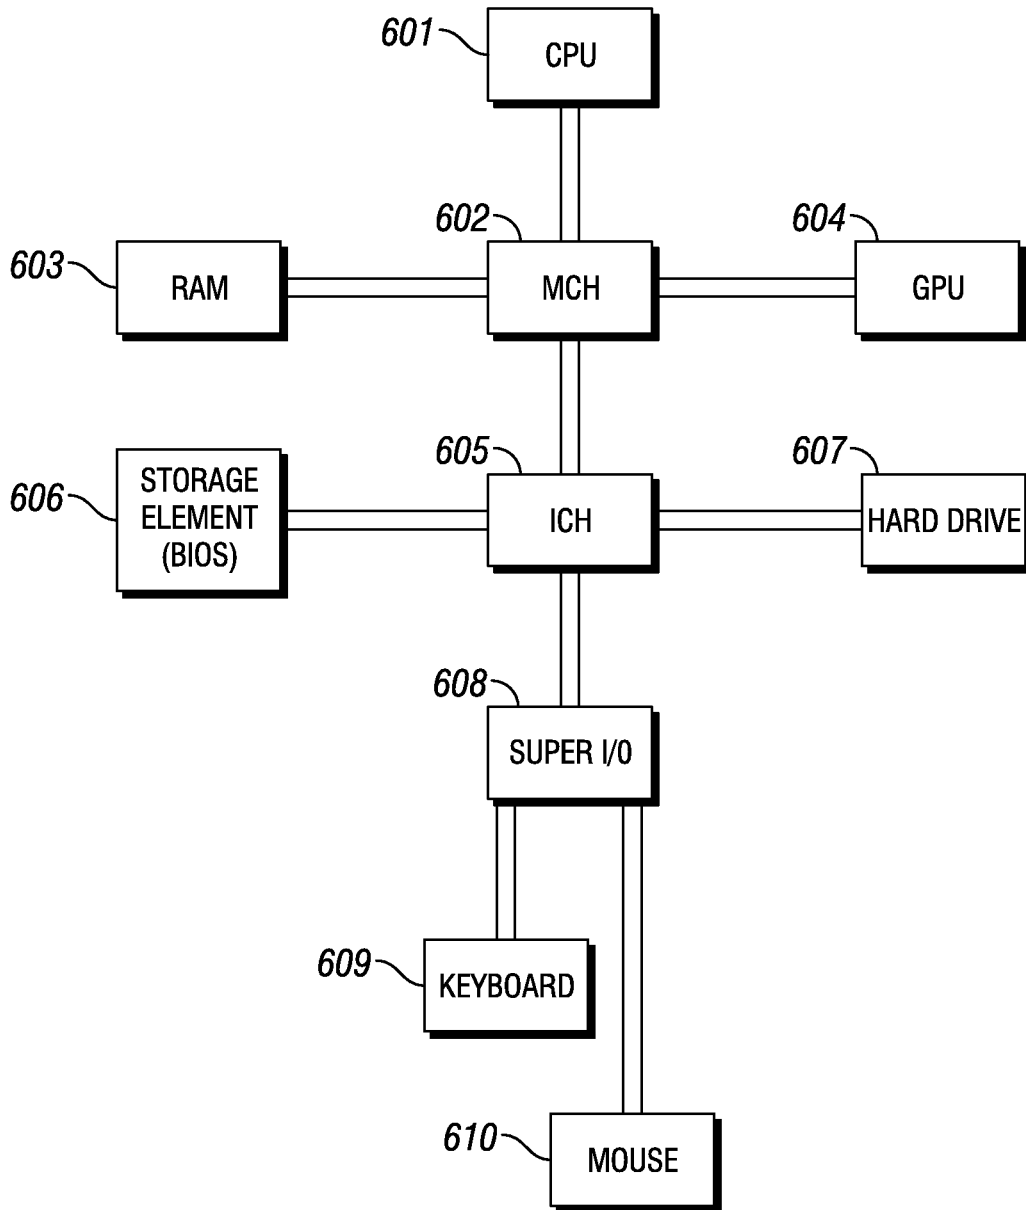 601
CPU
602
604
603
RAM
MCH
GPU
605
607
606
STORAGE
ELEMENT
(BIOS)
ICH
HARD DRIVE
608
SUPER I/0
609
KEYBOARD
610
MOUSE